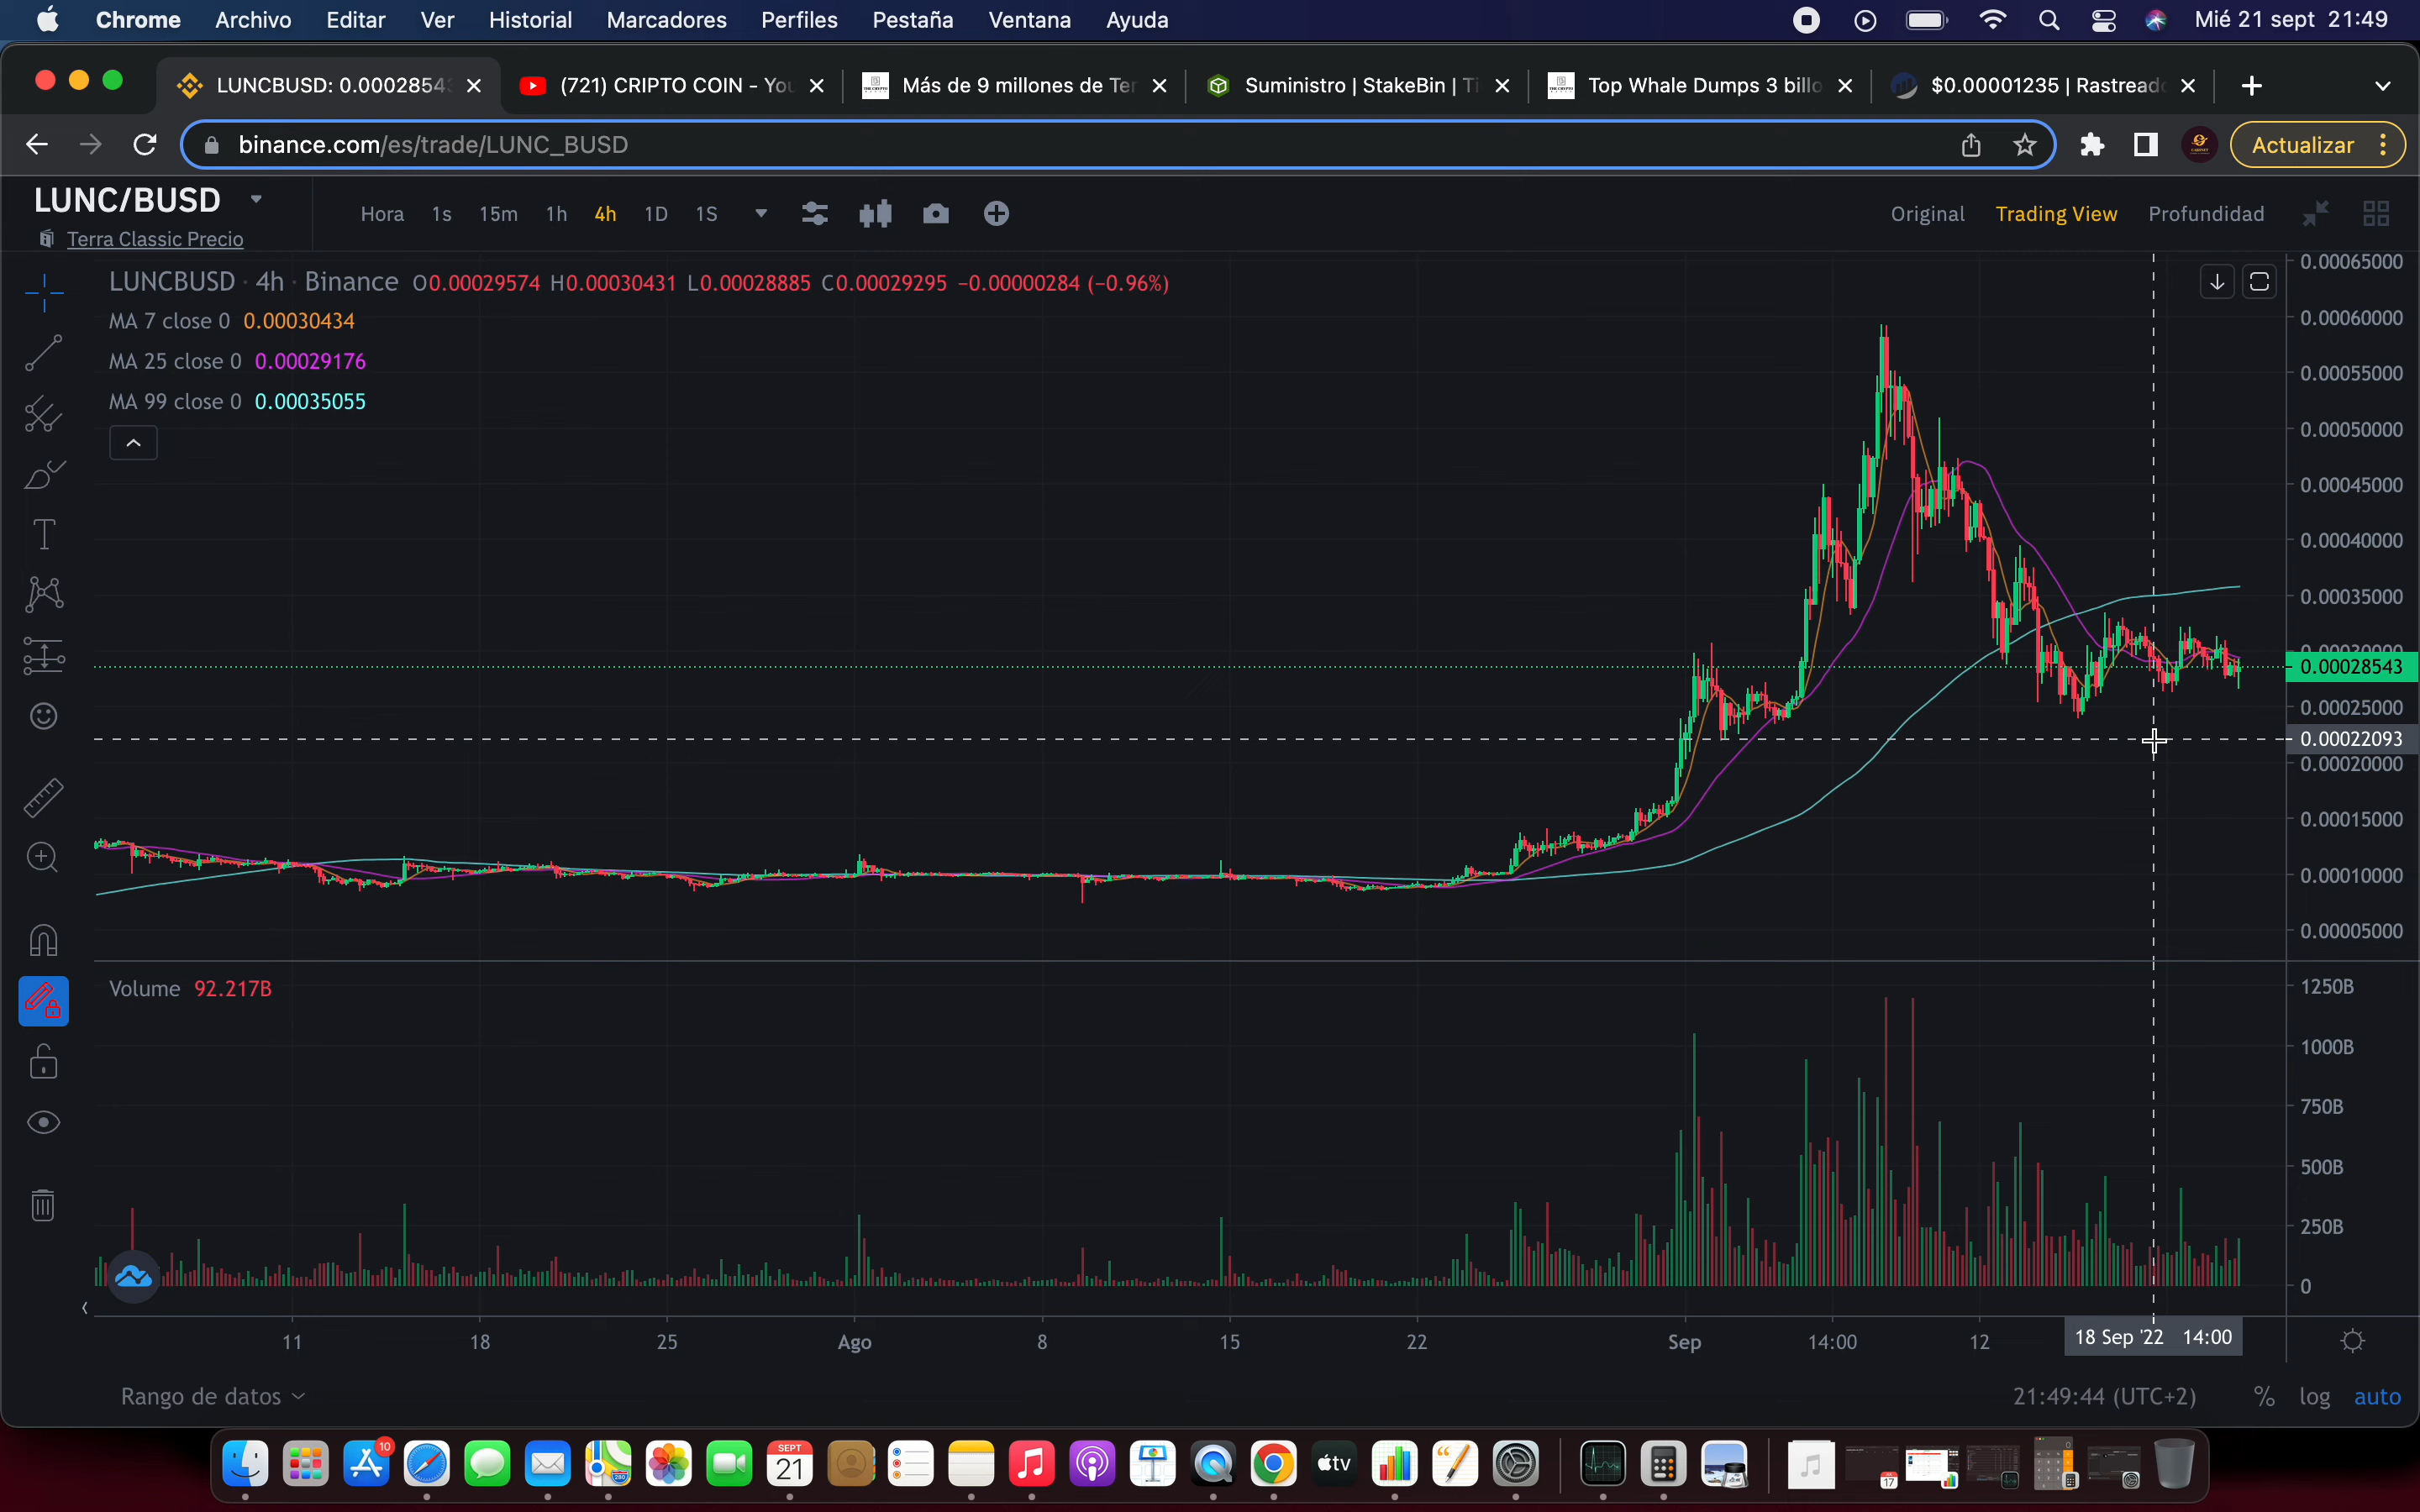 Chrome Archivo Editar Ver Historial Marcadores Perfiles Pestaña Ventana Ayuda Mié 21 sept 21:49
LUNCBUSD: 0.00028543 (721) CRIPTO COIN - You Más de 9 millones de Ter Suministro | StakeBin | Ti Top Whale Dumps 3 billo $0.00001235 | Rastread
binance.com/es/trade/LUNC_BUSD Actualizar
LUNC/BUSD
Terra Classic Precio
Hora 1s 15m 1h 4h 1D 1S Original Trading View Profundidad
LUNCBUSD · 4h · Binance O0.00029574 H0.00030431 L0.00028885 C0.00029295 −0.00000284 (−0.96%)
MA 7 close 0 0.00030434
MA 25 close 0 0.00029176
MA 99 close 0 0.00035055
0.00065000
0.00060000
0.00055000
0.00050000
0.00045000
0.00040000
0.00035000
0.00028543
0.00025000
0.00022093
0.00020000
0.00015000
0.00010000
0.00005000
Volume 92.217B
1250B
1000B
750B
500B
250B
0
11 18 25 Ago 8 15 22 Sep 14:00 12 18 Sep '22 14:00
Rango de datos 21:49:44 (UTC+2) % log auto
10
SEPT
21
280
tv
17